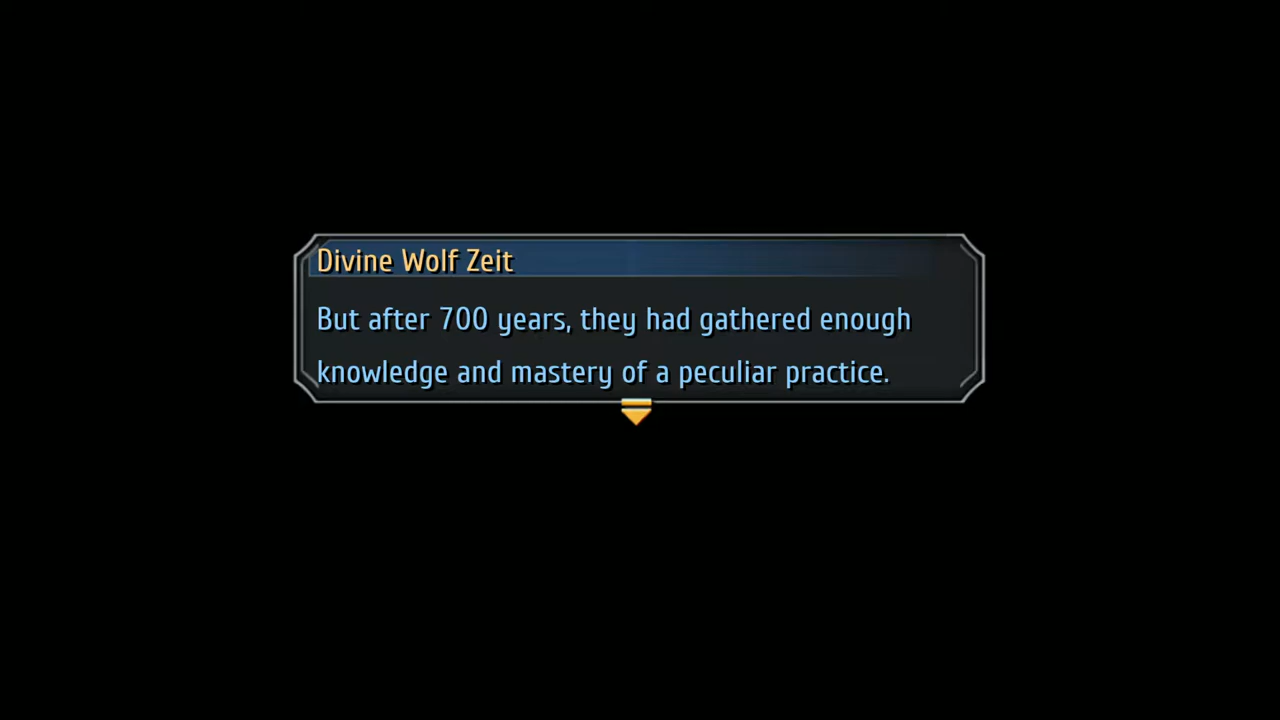 Divine Wolf Zeit
But after 700 years, they had gathered enough
knowledge and mastery of a peculiar practice.